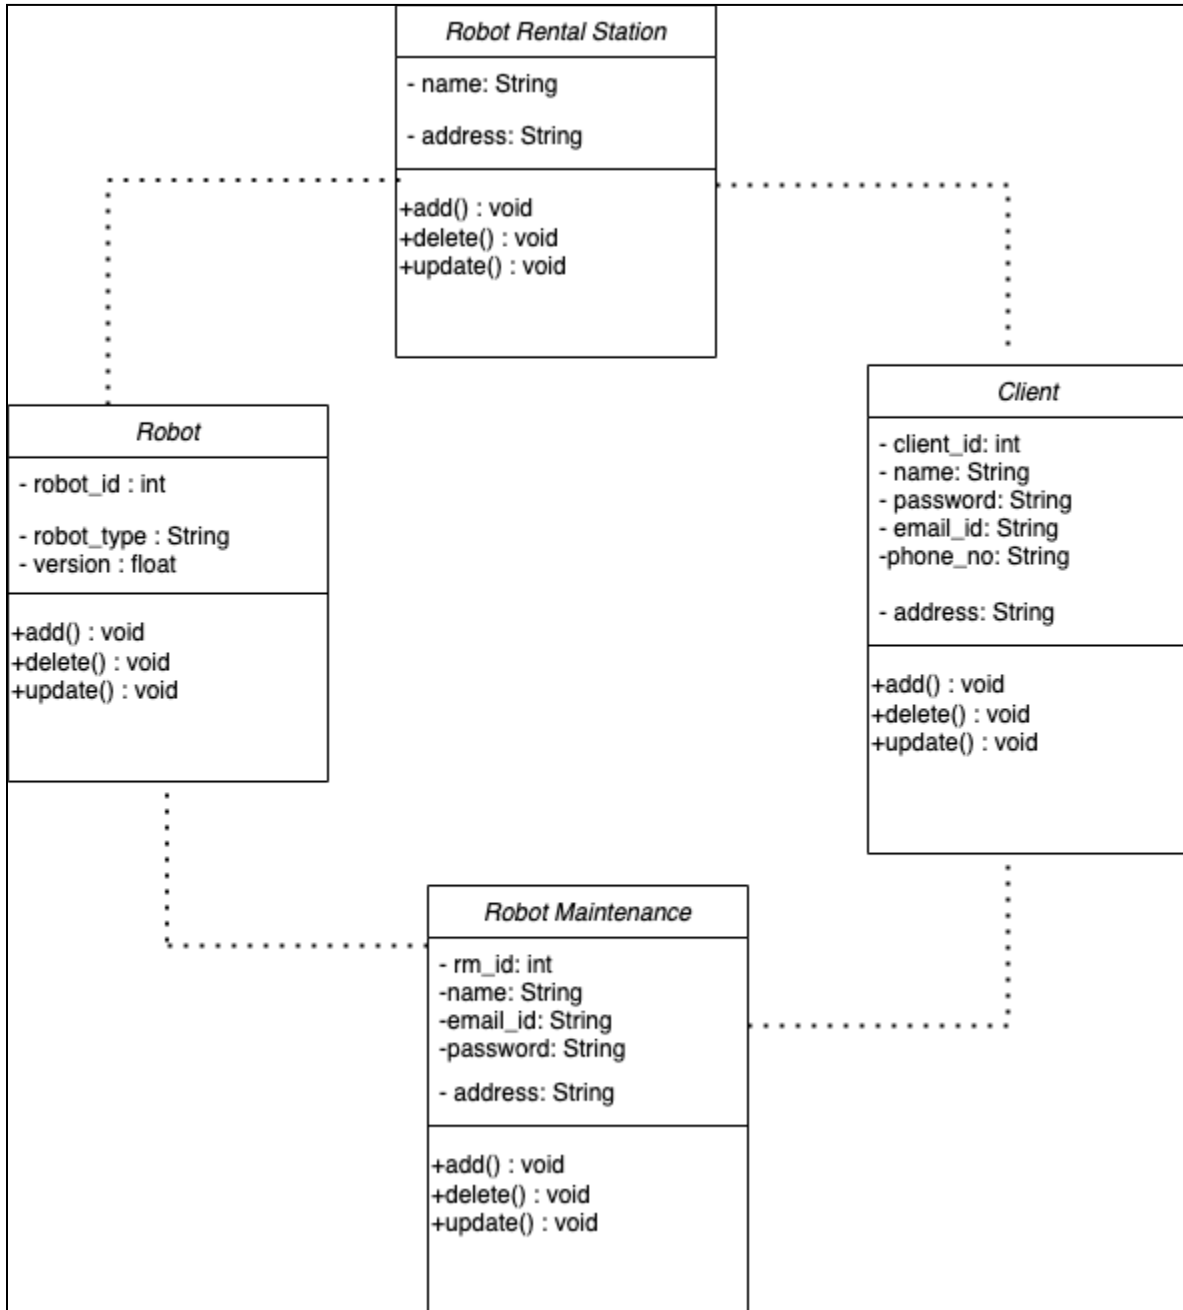 Robot Rental Station
- name: String
- address: String
+add() : void
+delete() : void
+update() : void
Robot
- robot_id : int
- robot_type : String
- version : float
+add() : void
+delete() : void
+update() : void
Client
- client_id: int
- name: String
- password: String
- email_id: String
-phone_no: String
- address: String
+add() : void
+delete() : void
+update() : void
Robot Maintenance
- rm_id: int
-name: String
-email_id: String
-password: String
- address: String
+add() : void
+delete() : void
+update() : void